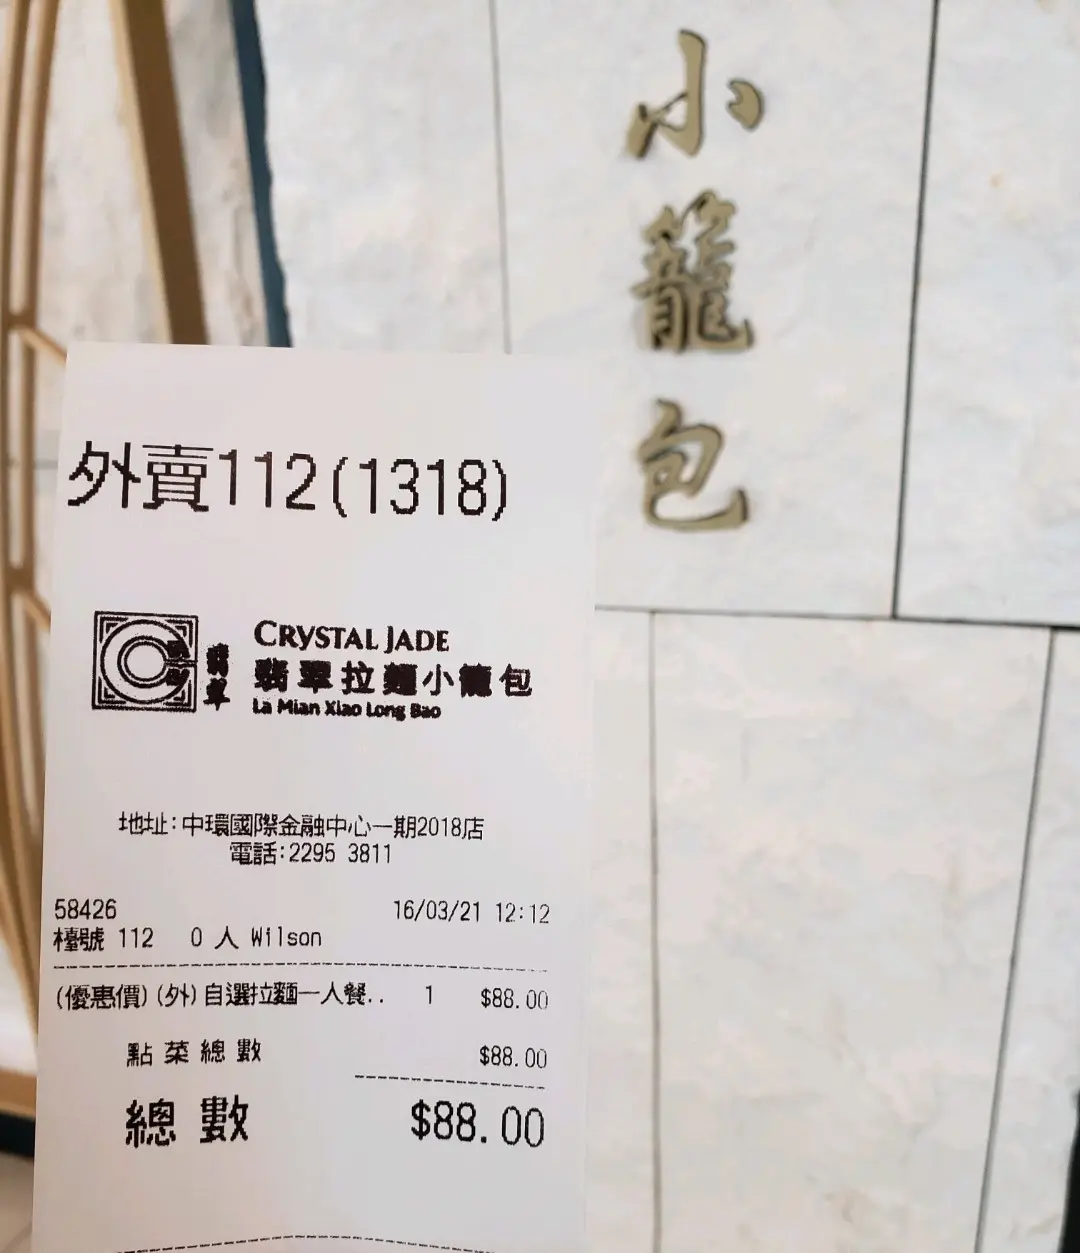 小
籠
包
外賣112(1318)
翡翠
CRYSTAL JADE
翡翠拉麵小籠包
La Mian Xiao Long Bao
地址:中環國際金融中心一期2018店
電話:2295 3811
58426 16/03/21 12:12
檯號 112 0 人 Wilson
(優惠價)(外)自選拉麵一人餐.. 1 $88.00
點菜總數 $88.00
總數 $88.00